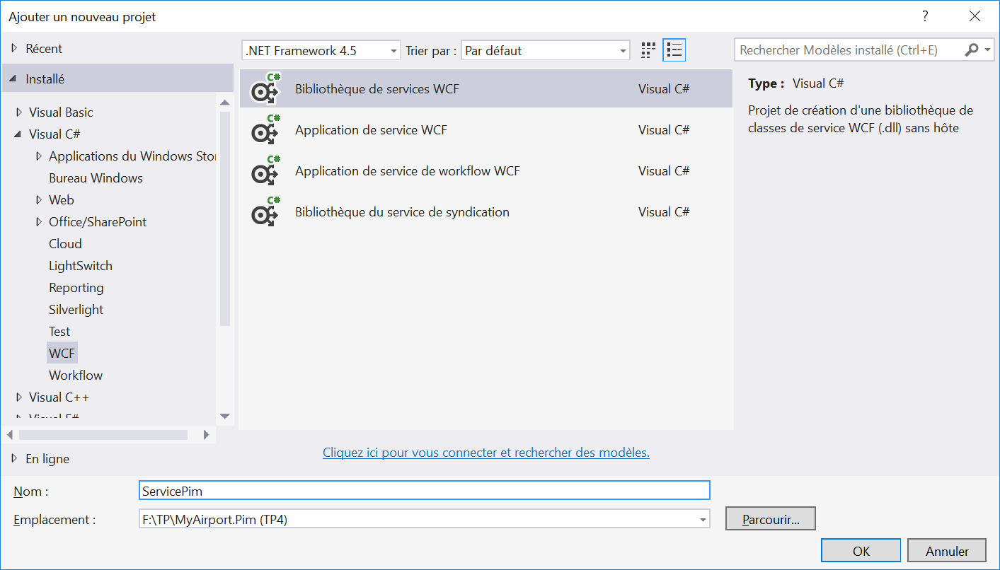 Ajouter un nouveau projet
?
Récent
.NET Framework 4.5
Trier par :
Par défaut
Rechercher Modèles installé (Ctrl+E)
Installé
Visual Basic
Visual C#
Applications du Windows Stor
Bureau Windows
Web
Office/SharePoint
Cloud
LightSwitch
Reporting
Silverlight
Test
WCF
Workflow
Visual C++
En ligne
C#
Bibliothèque de services WCF
Visual C#
C#
Application de service WCF
Visual C#
C#
Application de service de workflow WCF
Visual C#
C#
Bibliothèque du service de syndication
Visual C#
Cliquez ici pour vous connecter et rechercher des modèles.
Type : Visual C#
Projet de création d'une bibliothèque de
classes de service WCF (.dll) sans hôte
Nom :
ServicePim
Emplacement :
F:\TP\MyAirport.Pim (TP4)
Parcourir...
OK
Annuler